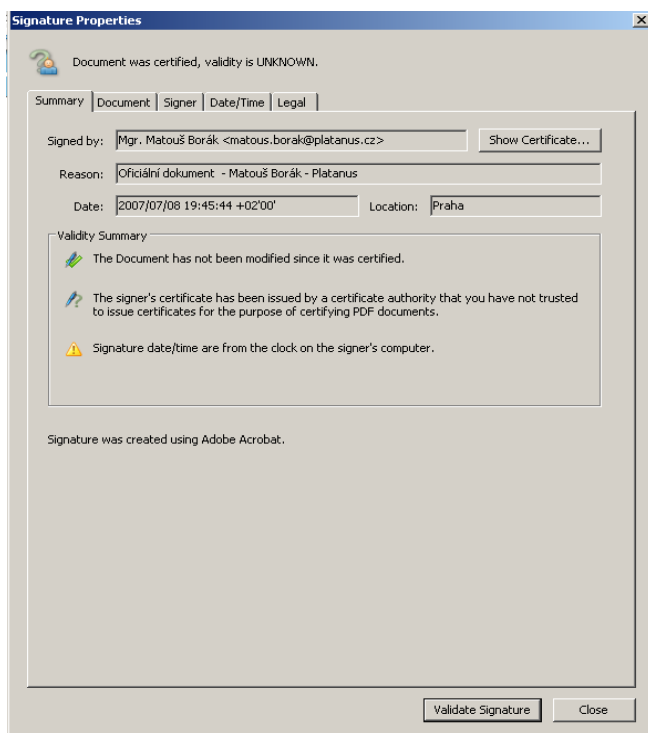 Signature Properties
Document was certified, validity is UNKNOWN.
Summary Document Signer Date/Time Legal
Signed by: Mgr. Matouš Borák <matous.borak@platanus.cz> Show Certificate...
Reason: Oficiální dokument - Matouš Borák - Platanus
Date: 2007/07/08 19:45:44 +02'00' Location: Praha
Validity Summary
The Document has not been modified since it was certified.
The signer's certificate has been issued by a certificate authority that you have not trusted
to issue certificates for the purpose of certifying PDF documents.
Signature date/time are from the clock on the signer's computer.
Signature was created using Adobe Acrobat.
Validate Signature Close